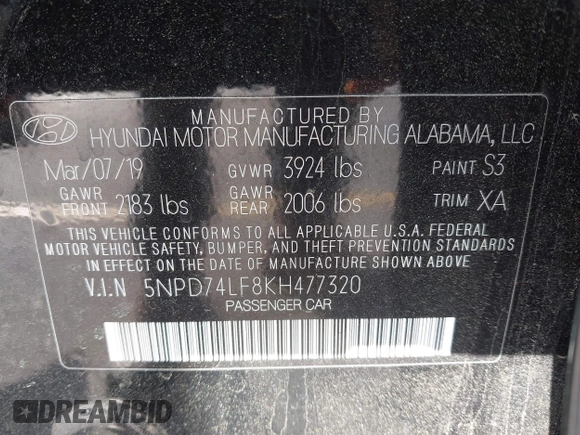 MANUFACTURED BY
HYUNDAI MOTOR MANUFACTURING ALABAMA, LLC
Mar/07/19 GVWR 3924 lbs PAINT S3
GAWR FRONT 2183 lbs GAWR REAR 2006 lbs TRIM XA
THIS VEHICLE CONFORMS TO ALL APPLICABLE U.S.A. FEDERAL
MOTOR VEHICLE SAFETY, BUMPER, AND THEFT PREVENTION STANDARDS
IN EFFECT ON THE DATE OF MANUFACTURE SHOWN ABOVE.
V.I.N 5NPD74LF8KH477320
PASSENGER CAR
DREAMBID